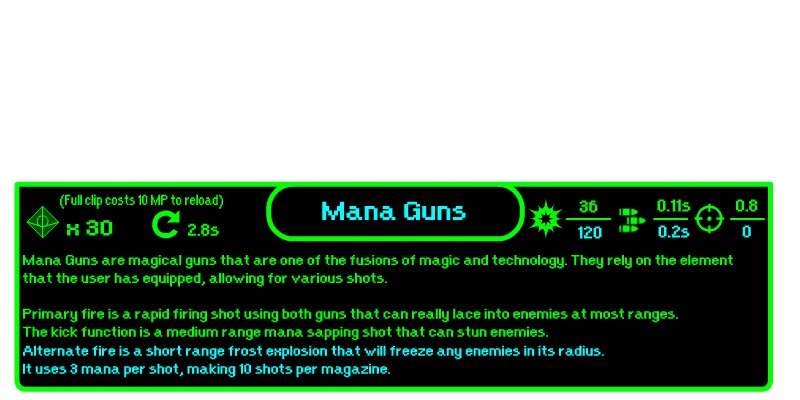 (Full clip costs 10 MP to reload)
Mana Guns
x 30
2.8s
36
120
0.11s
0.2s
0.8
0
Mana Guns are magical guns that are one of the fusions of magic and technology. They rely on the element
that the user has equipped, allowing for various shots.
Primary fire is a rapid firing shot using both guns that can really lace into enemies at most ranges.
The kick function is a medium range mana sapping shot that can stun enemies.
Alternate fire is a short range frost explosion that will freeze any enemies in its radius.
It uses 3 mana per shot, making 10 shots per magazine.